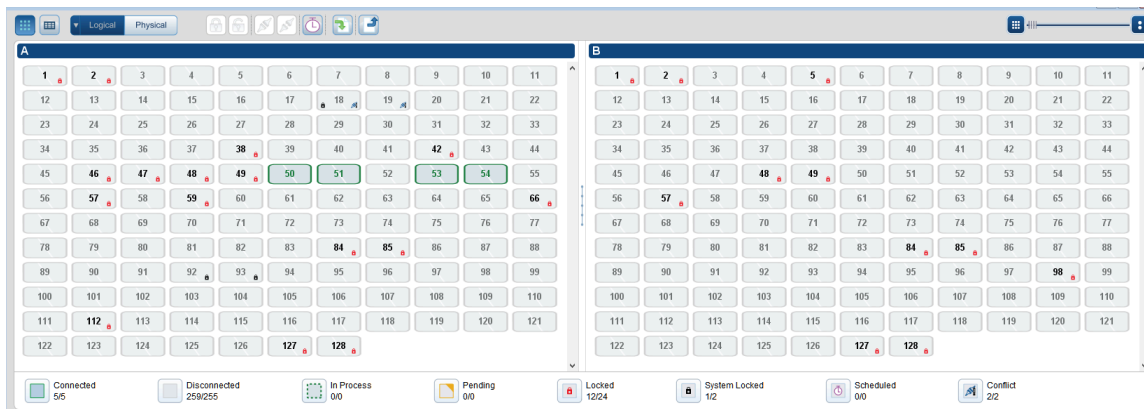 Logical Physical
A B
1 2 3 4 5 6 7 8 9 10 11 1 2 3 4 5 6 7 8 9 10 11
12 13 14 15 16 17 18 19 20 21 22 12 13 14 15 16 17 18 19 20 21 22
23 24 25 26 27 28 29 30 31 32 33 23 24 25 26 27 28 29 30 31 32 33
34 35 36 37 38 39 40 41 42 43 44 34 35 36 37 38 39 40 41 42 43 44
45 46 47 48 49 50 51 52 53 54 55 45 46 47 48 49 50 51 52 53 54 55
56 57 58 59 60 61 62 63 64 65 66 56 57 58 59 60 61 62 63 64 65 66
67 68 69 70 71 72 73 74 75 76 77 67 68 69 70 71 72 73 74 75 76 77
78 79 80 81 82 83 84 85 86 87 88 78 79 80 81 82 83 84 85 86 87 88
89 90 91 92 93 94 95 96 97 98 99 89 90 91 92 93 94 95 96 97 98 99
100 101 102 103 104 105 106 107 108 109 110 100 101 102 103 104 105 106 107 108 109 110
111 112 113 114 115 116 117 118 119 120 121 111 112 113 114 115 116 117 118 119 120 121
122 123 124 125 126 127 128 122 123 124 125 126 127 128
Connected Disconnected In Process Pending Locked System Locked Scheduled Conflict
5/5 259/255 0/0 0/0 12/24 1/2 0/0 2/2